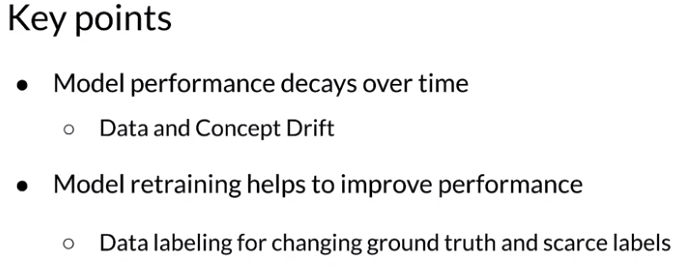 Key points
● Model performance decays over time
○ Data and Concept Drift
● Model retraining helps to improve performance
○ Data labeling for changing ground truth and scarce labels